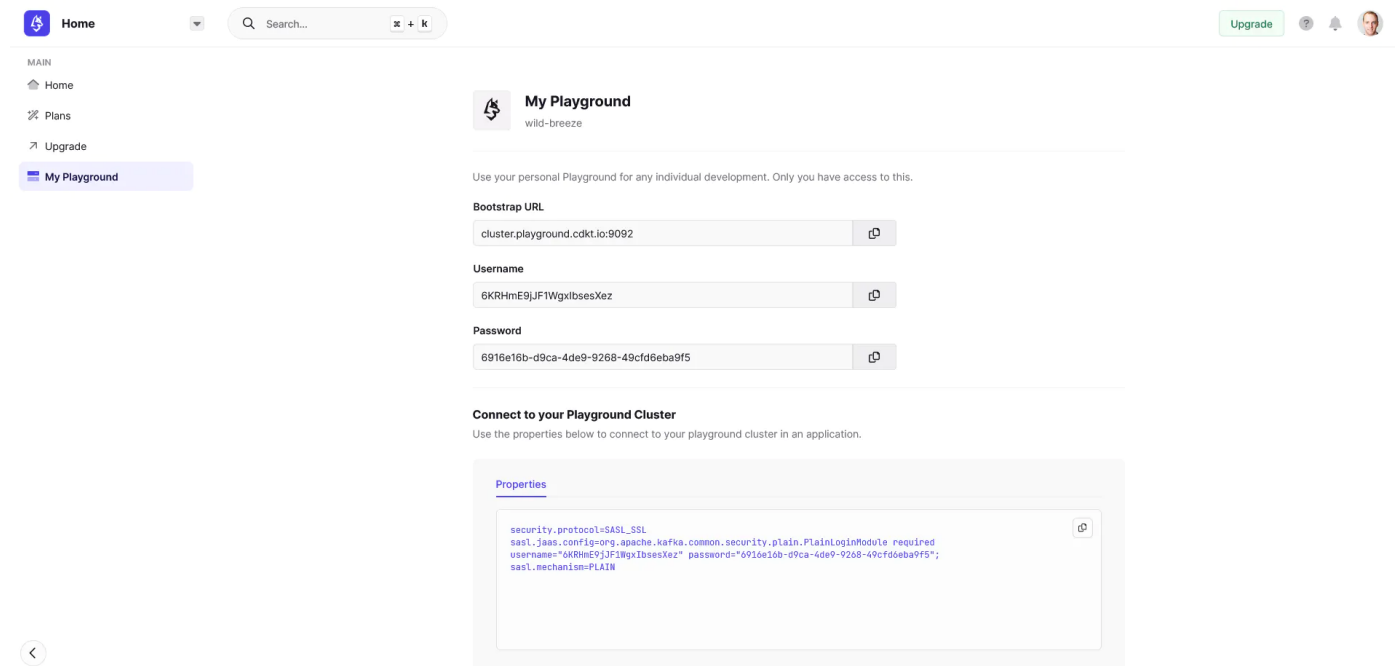 Home
Search...
⌘ + k
Upgrade
?
MAIN
Home
Plans
Upgrade
My Playground
My Playground
wild-breeze
Use your personal Playground for any individual development. Only you have access to this.
Bootstrap URL
cluster.playground.cdkt.io:9092
Username
6KRHmE9jJF1WgxIbsesXez
Password
6916e16b-d9ca-4de9-9268-49cfd6eba9f5
Connect to your Playground Cluster
Use the properties below to connect to your playground cluster in an application.
Properties
security.protocol=SASL_SSL
sasl.jaas.config=org.apache.kafka.common.security.plain.PlainLoginModule required
username="6KRHmE9jJF1WgxIbsesXez" password="6916e16b-d9ca-4de9-9268-49cfd6eba9f5";
sasl.mechanism=PLAIN